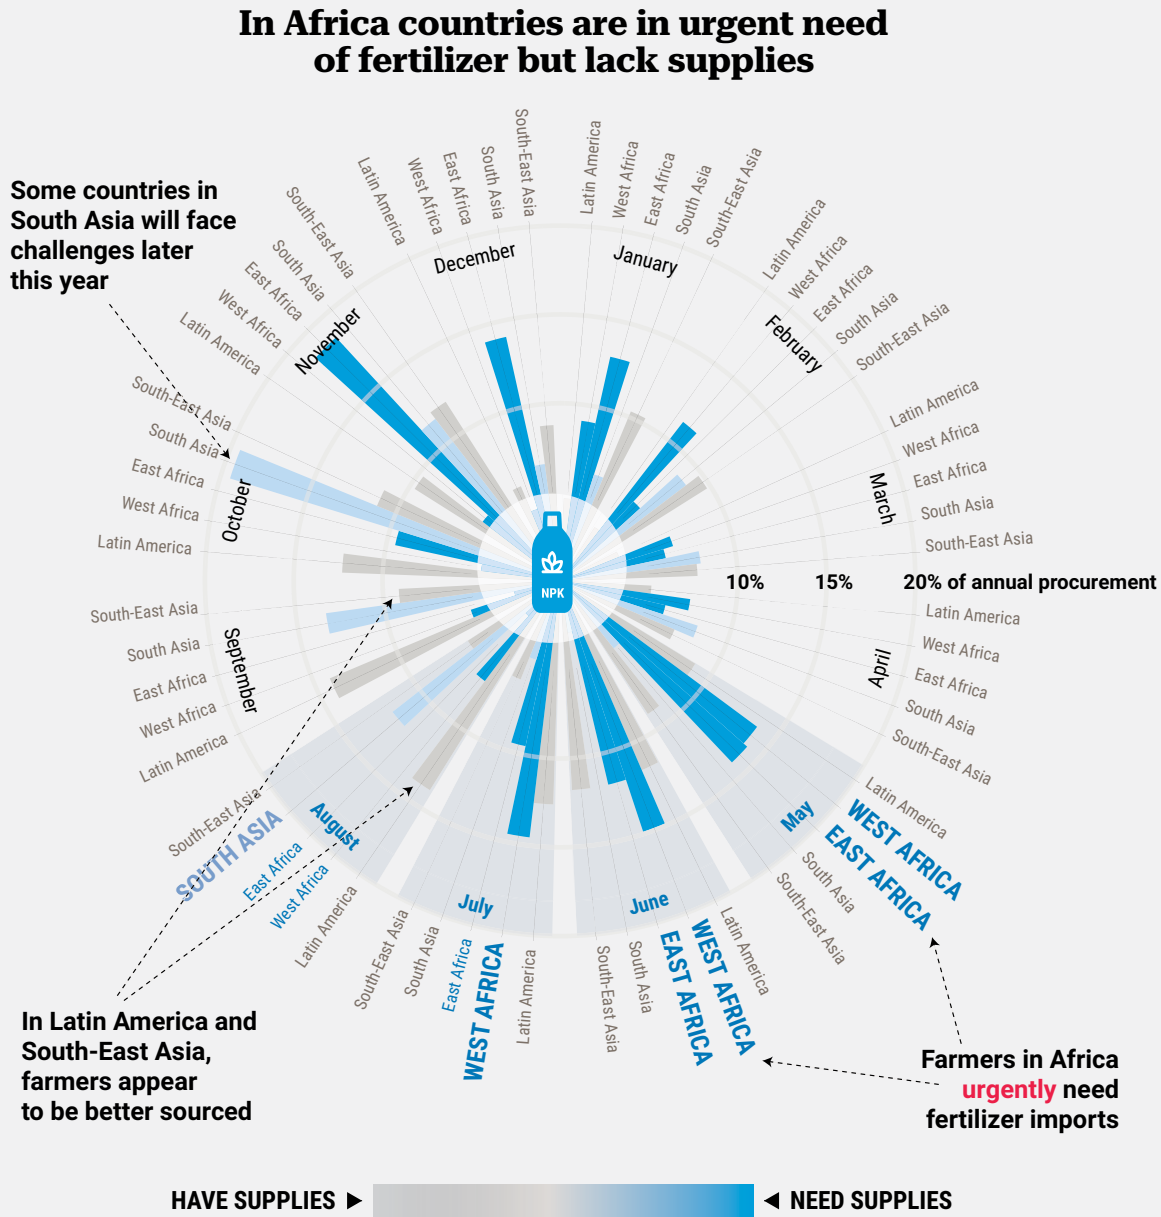 In Africa countries are in urgent need
of fertilizer but lack supplies
Some countries in
South Asia will face
challenges later
this year
January
Latin America
West Africa
East Africa
South Asia
South-East Asia
February
Latin America
West Africa
East Africa
South Asia
South-East Asia
March
Latin America
West Africa
East Africa
South Asia
South-East Asia
10%
15%
20% of annual procurement
April
Latin America
West Africa
East Africa
South Asia
South-East Asia
May
Latin America
WEST AFRICA
EAST AFRICA
South Asia
South-East Asia
June
Latin America
WEST AFRICA
EAST AFRICA
South Asia
South-East Asia
July
Latin America
WEST AFRICA
East Africa
South Asia
South-East Asia
August
Latin America
West Africa
East Africa
SOUTH ASIA
South-East Asia
September
Latin America
West Africa
East Africa
South Asia
South-East Asia
October
Latin America
West Africa
East Africa
South Asia
South-East Asia
November
Latin America
West Africa
East Africa
South Asia
South-East Asia
December
Latin America
West Africa
East Africa
South Asia
South-East Asia
NPK
In Latin America and
South-East Asia,
farmers appear
to be better sourced
Farmers in Africa
urgently need
fertilizer imports
HAVE SUPPLIES
NEED SUPPLIES